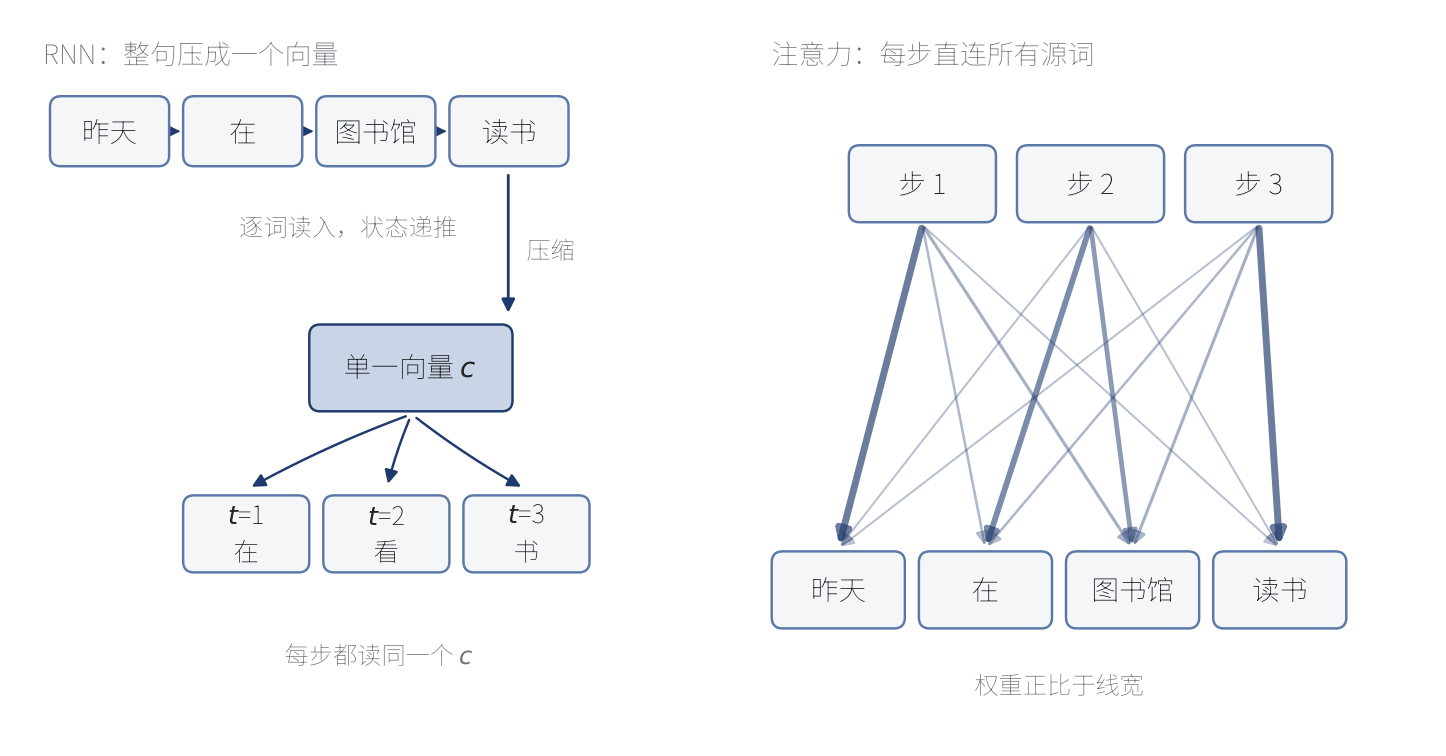 RNN：整句压成一个向量
昨天
在
图书馆
读书
逐词读入，状态递推
压缩
单一向量 c
t=1
在
t=2
看
t=3
书
每步都读同一个 c
注意力：每步直连所有源词
步 1
步 2
步 3
昨天
在
图书馆
读书
权重正比于线宽